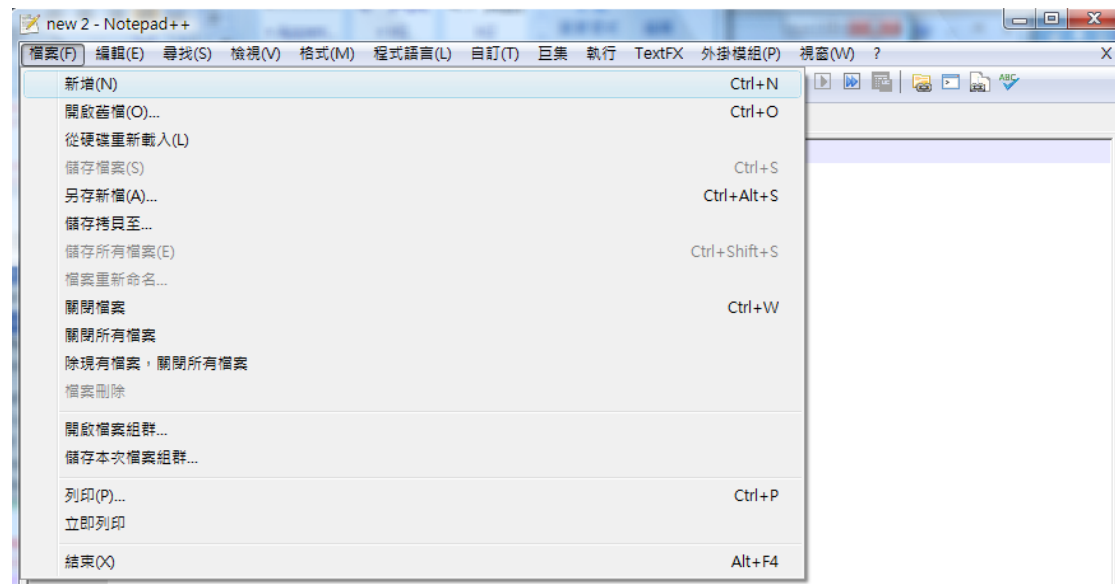 new 2 - Notepad++
檔案(F) 編輯(E) 尋找(S) 檢視(V) 格式(M) 程式語言(L) 自訂(T) 巨集 執行 TextFX 外掛模組(P) 視窗(W) ? X
新增(N) Ctrl+N
開啟舊檔(O)... Ctrl+O
從硬碟重新載入(L)
儲存檔案(S) Ctrl+S
另存新檔(A)... Ctrl+Alt+S
儲存拷貝至...
儲存所有檔案(E) Ctrl+Shift+S
檔案重新命名...
關閉檔案 Ctrl+W
關閉所有檔案
除現有檔案，關閉所有檔案
檔案刪除
開啟檔案組群...
儲存本次檔案組群...
列印(P)... Ctrl+P
立即列印
結束(X) Alt+F4
ABC